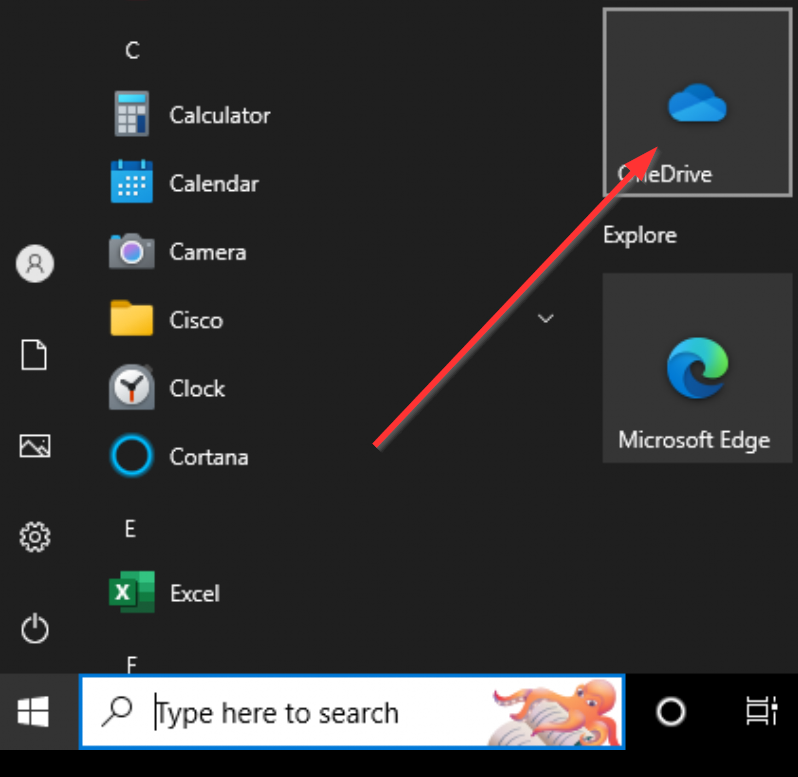 C
Calculator
Calendar
Camera
Cisco
Clock
Cortana
E
Excel
F
OneDrive
Explore
Microsoft Edge
Type here to search